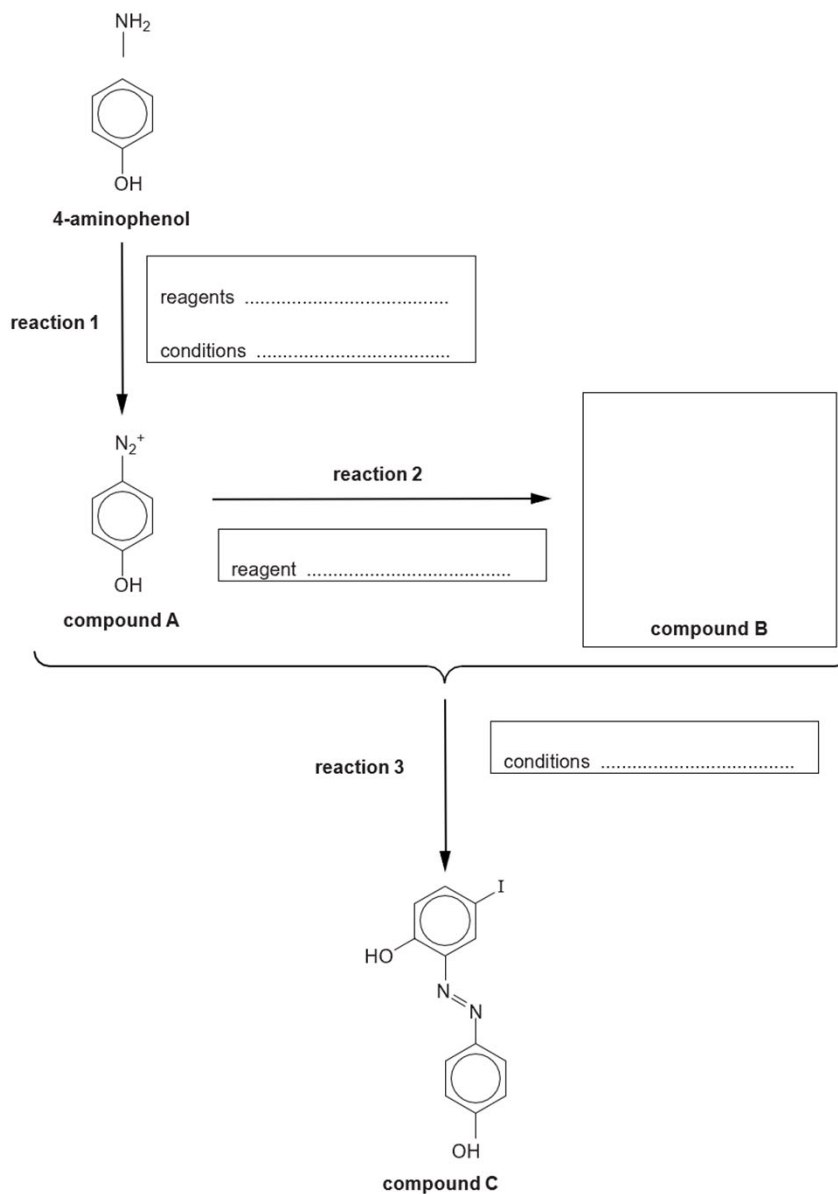 NH₂
OH
4-aminophenol
reaction 1
reagents .......................................
conditions .....................................
N₂⁺
OH
compound A
reaction 2
reagent .......................................
compound B
reaction 3
conditions .....................................
I
HO
N
N
OH
compound C